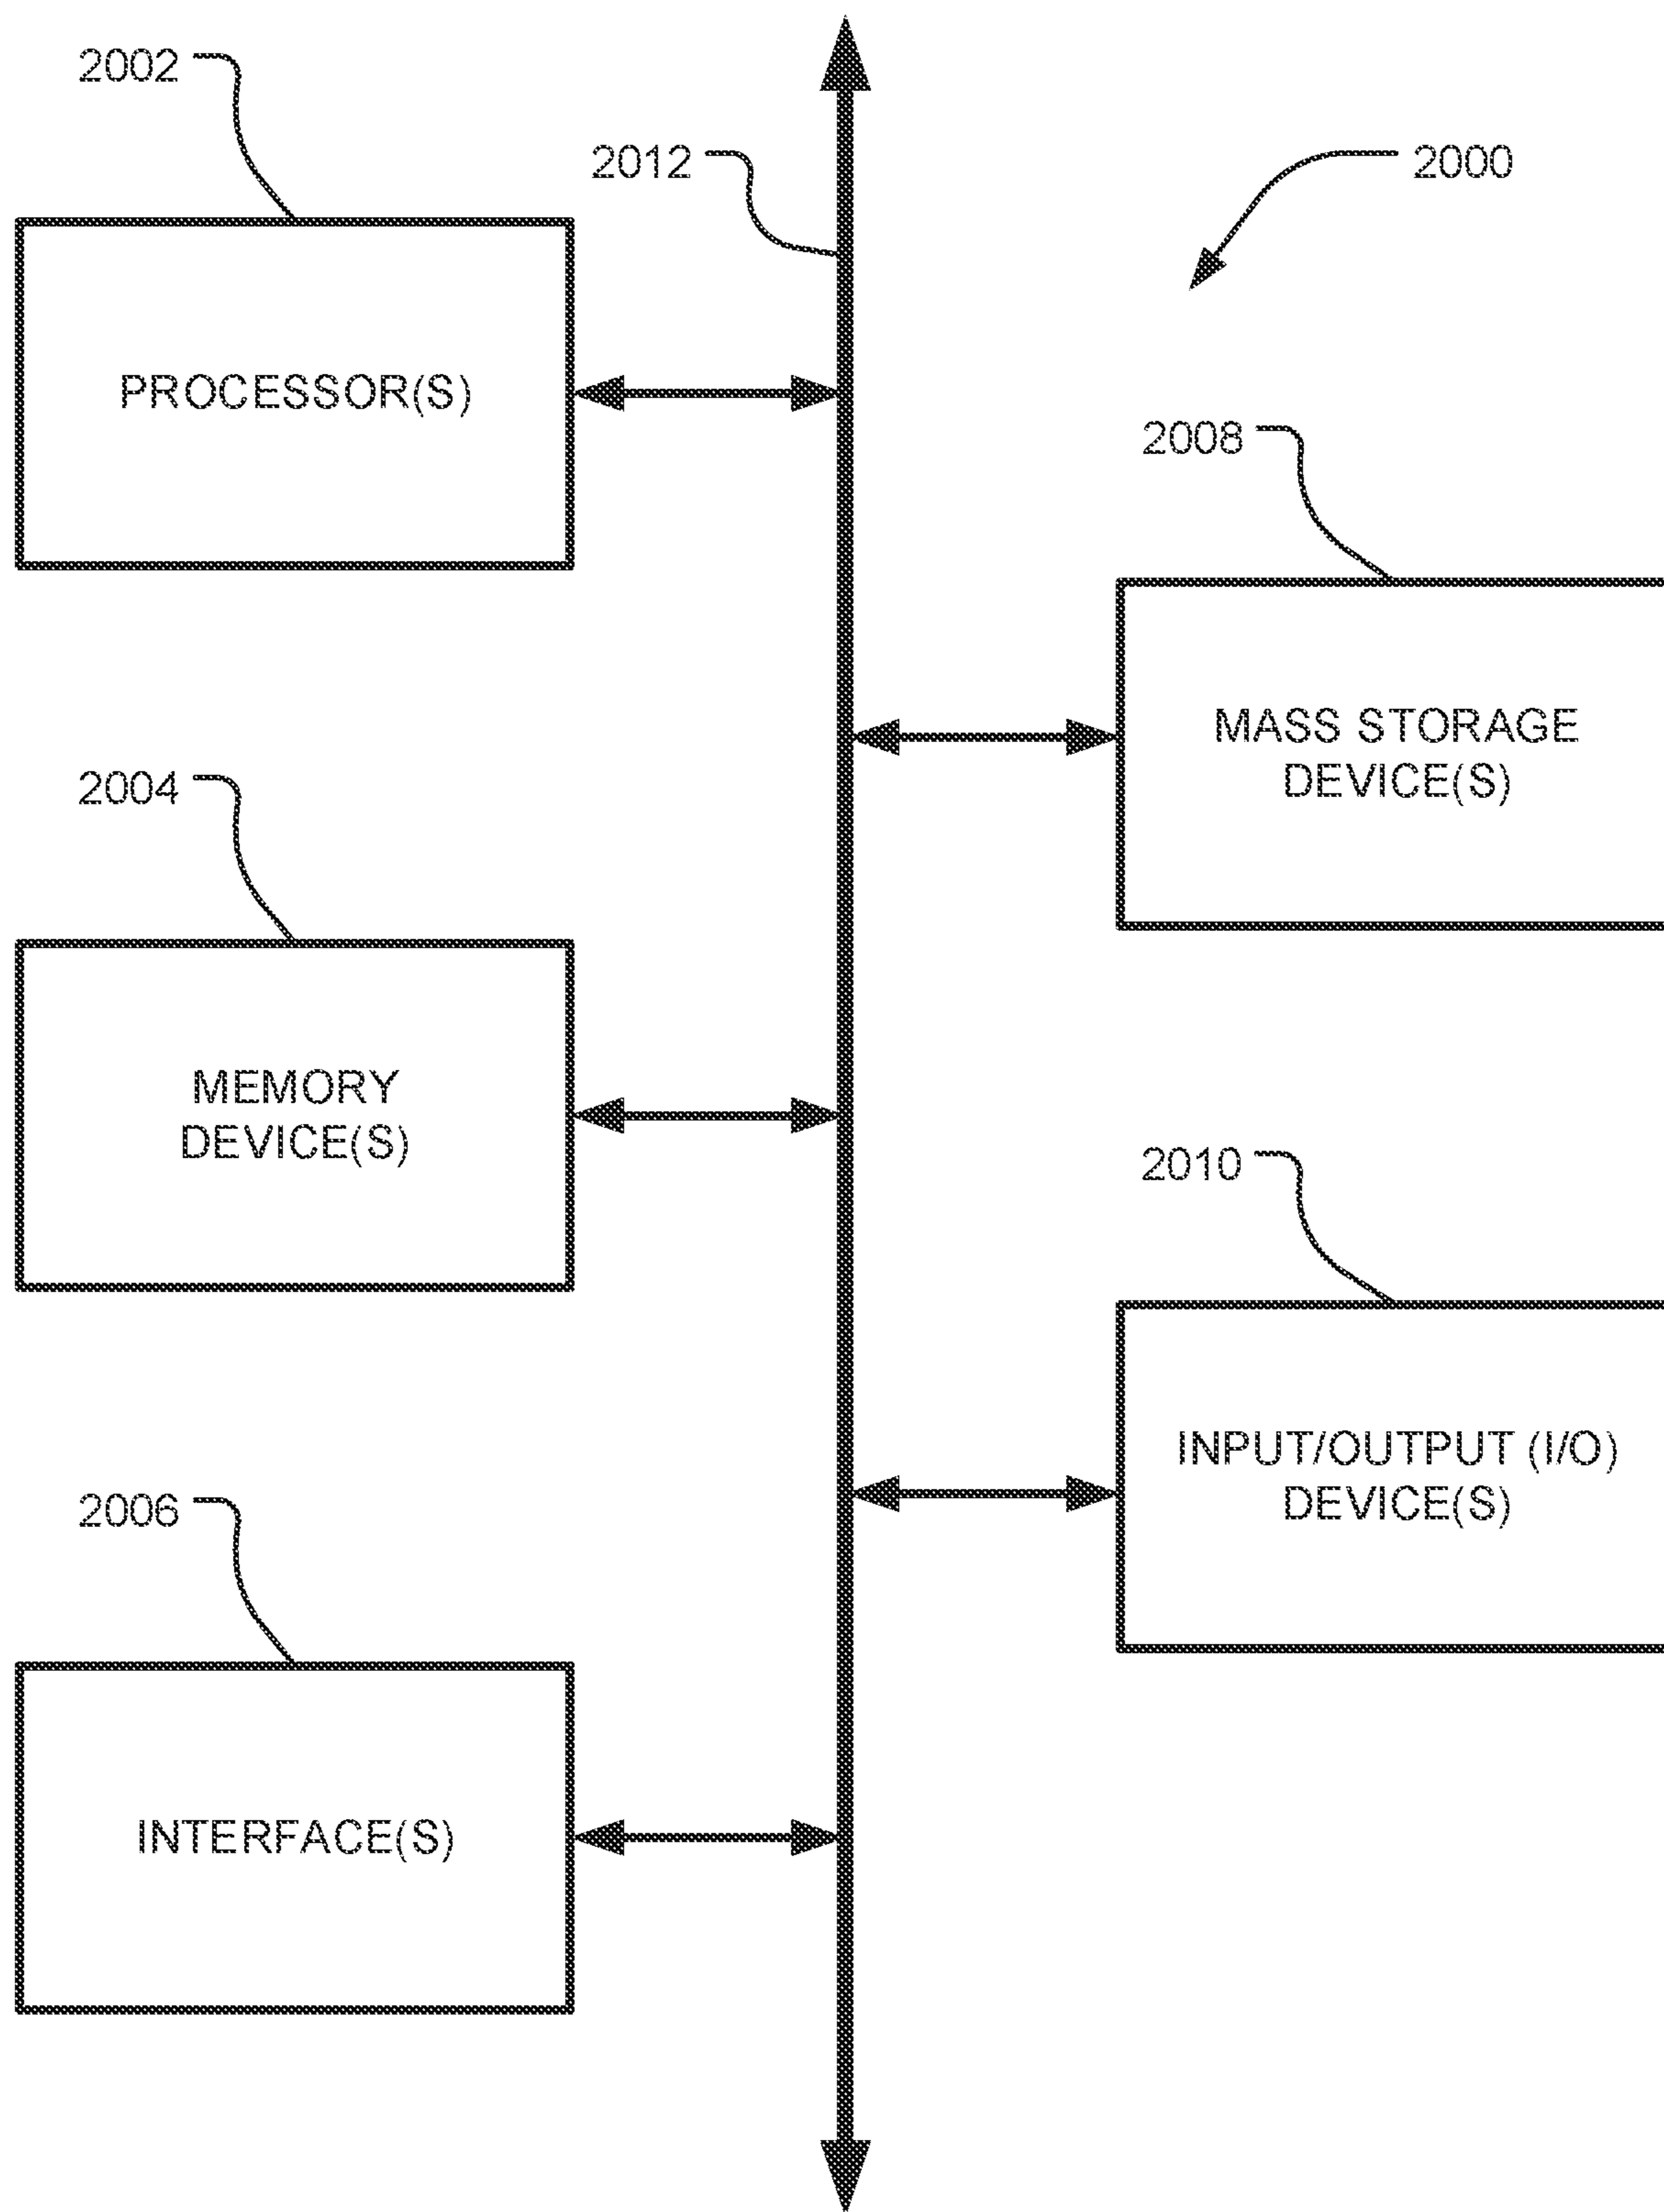 2002
2012
2000
PROCESSOR(S)
2008
MASS STORAGE
DEVICE(S)
2004
MEMORY
DEVICE(S)
2010
INPUT/OUTPUT (I/O)
DEVICE(S)
2006
INTERFACE(S)